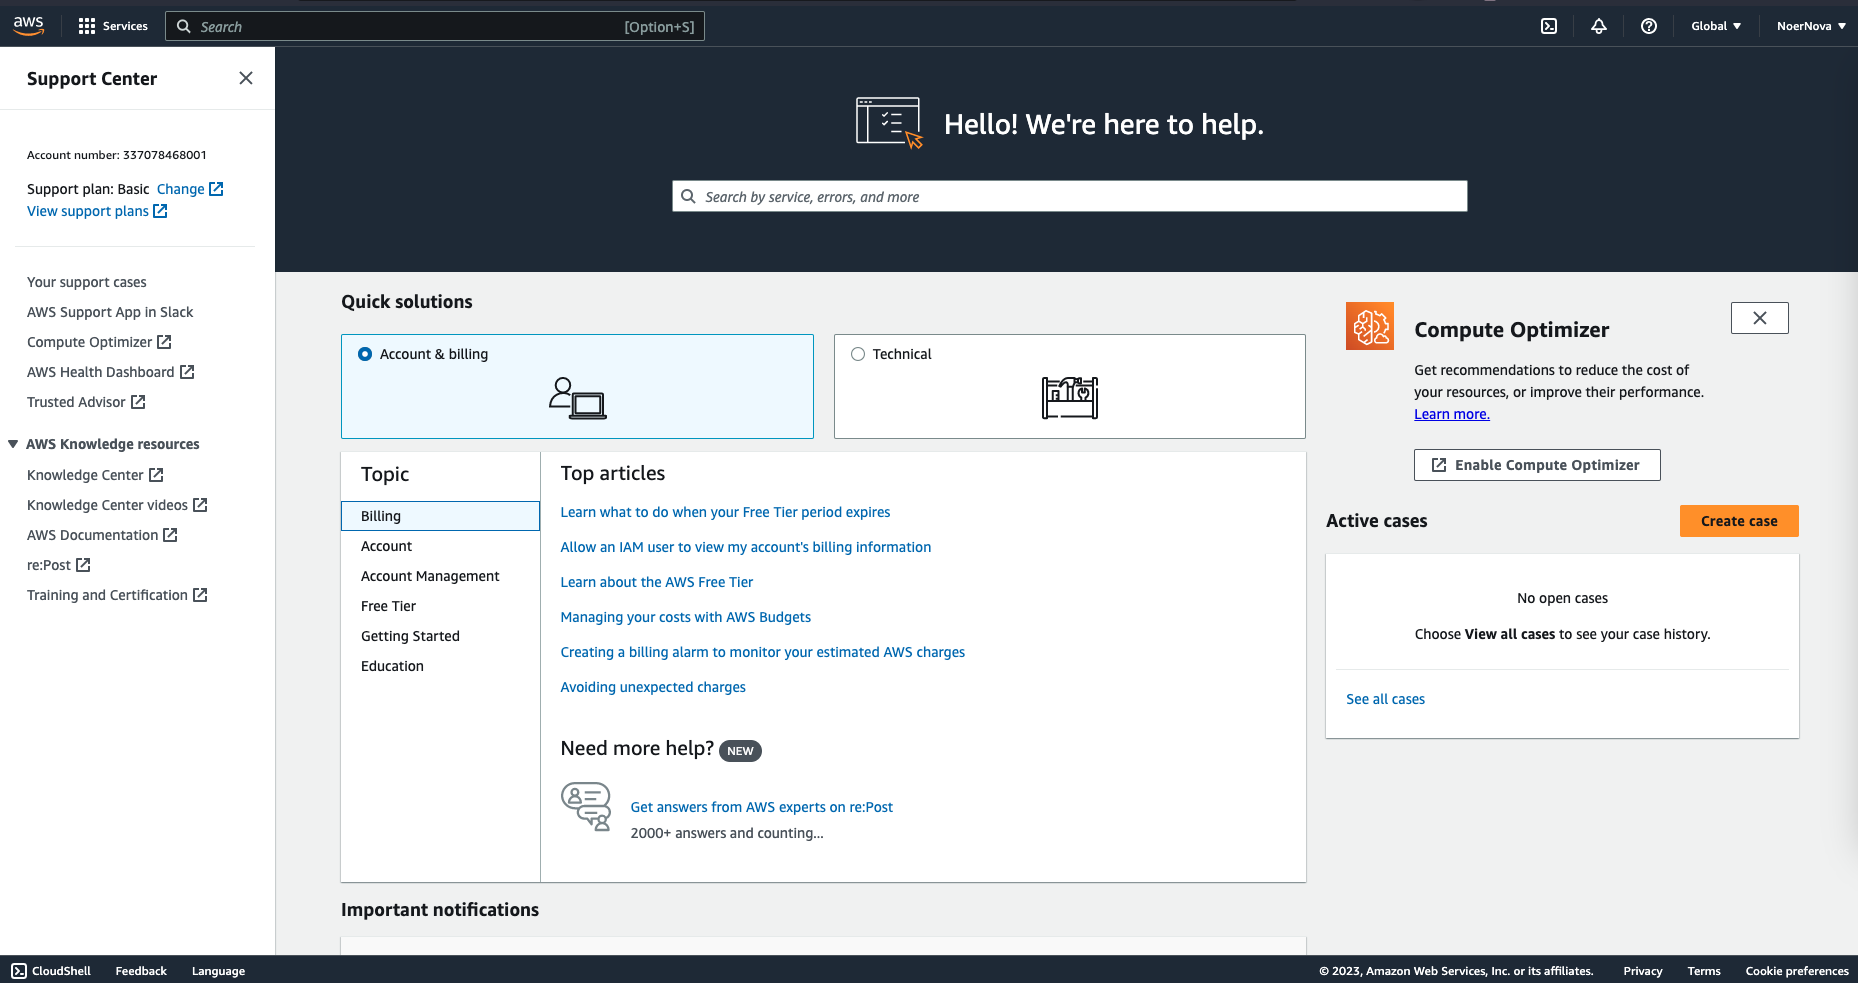 aws
Services
Search
[Option+S]
Global
NoerNova
Support Center
Account number: 337078468001
Support plan: Basic Change
View support plans
Your support cases
AWS Support App in Slack
Compute Optimizer
AWS Health Dashboard
Trusted Advisor
AWS Knowledge resources
Knowledge Center
Knowledge Center videos
AWS Documentation
re:Post
Training and Certification
Hello! We're here to help.
Search by service, errors, and more
Quick solutions
Account & billing
Technical
Topic
Billing
Account
Account Management
Free Tier
Getting Started
Education
Top articles
Learn what to do when your Free Tier period expires
Allow an IAM user to view my account's billing information
Learn about the AWS Free Tier
Managing your costs with AWS Budgets
Creating a billing alarm to monitor your estimated AWS charges
Avoiding unexpected charges
Need more help? NEW
Get answers from AWS experts on re:Post
2000+ answers and counting...
Important notifications
Compute Optimizer
Get recommendations to reduce the cost of
your resources, or improve their performance.
Learn more.
Enable Compute Optimizer
Active cases
Create case
No open cases
Choose View all cases to see your case history.
See all cases
CloudShell
Feedback
Language
© 2023, Amazon Web Services, Inc. or its affiliates.
Privacy
Terms
Cookie preferences